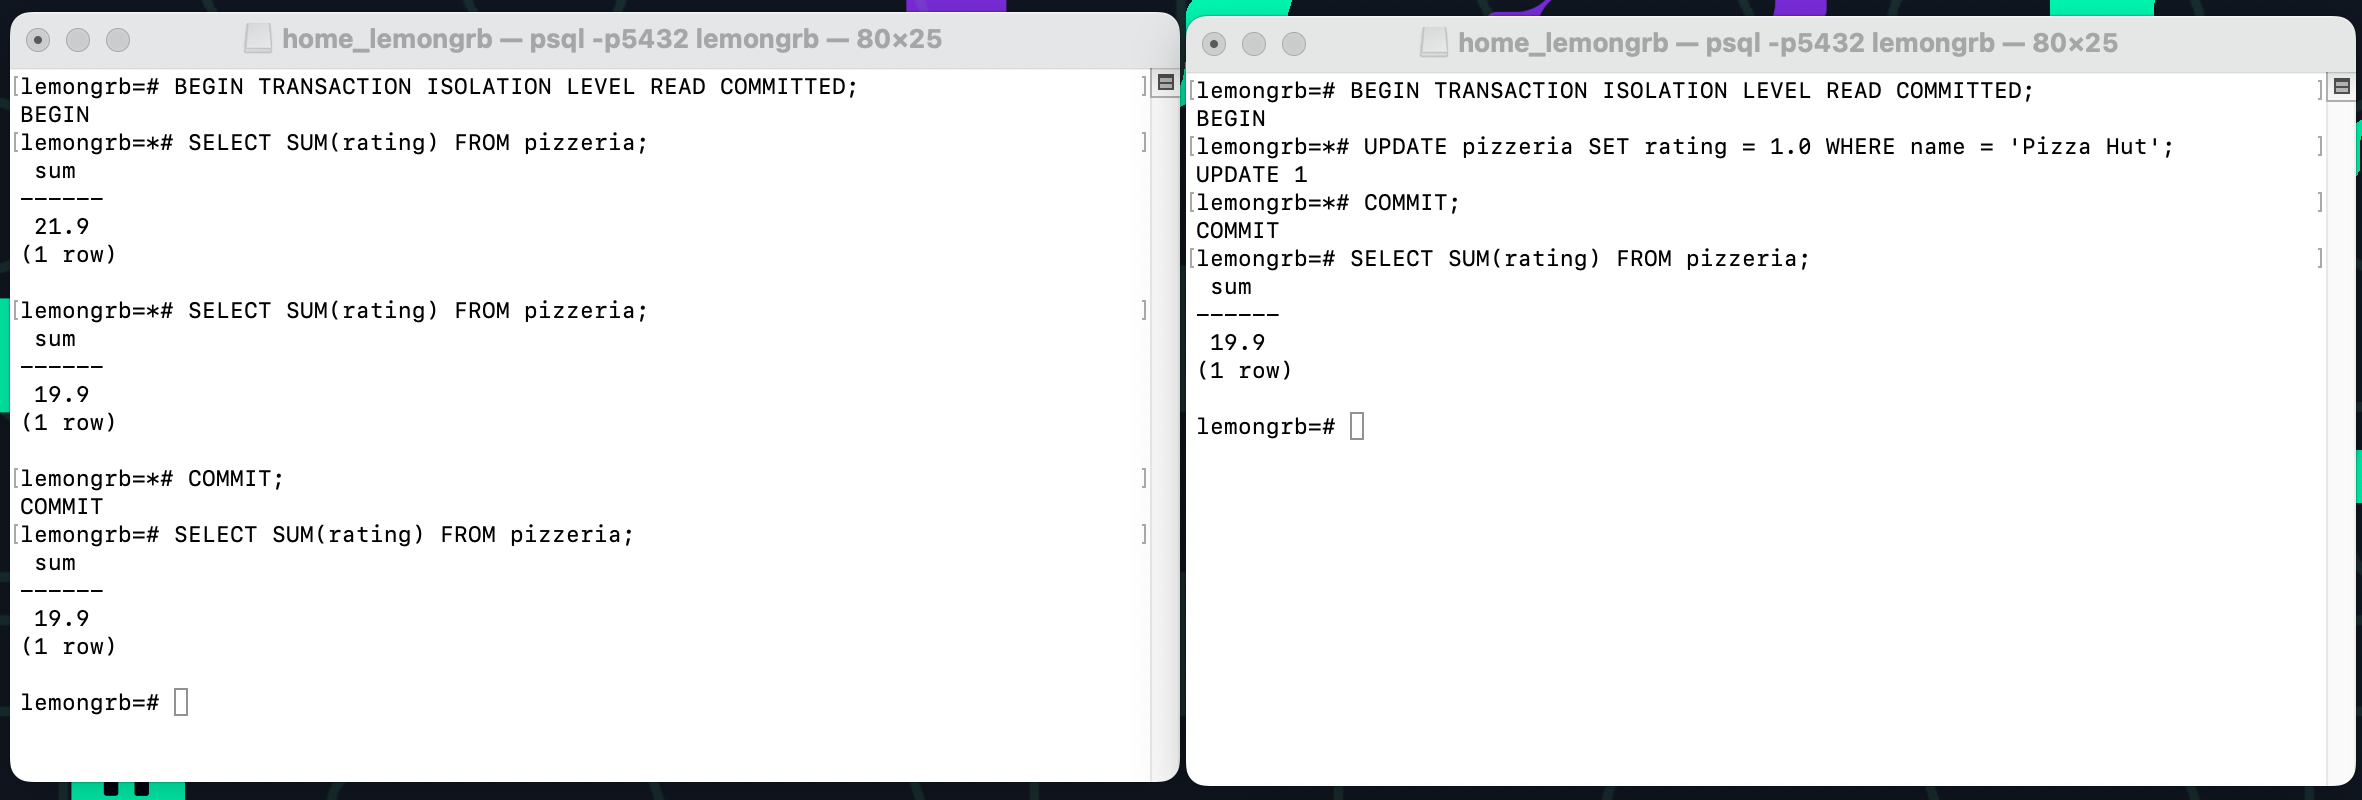 home_lemongrb — psql -p5432 lemongrb — 80×25
[lemongrb=# BEGIN TRANSACTION ISOLATION LEVEL READ COMMITTED; ]
BEGIN
[lemongrb=*# SELECT SUM(rating) FROM pizzeria; ]
sum
------
21.9
(1 row)
[lemongrb=*# SELECT SUM(rating) FROM pizzeria; ]
sum
------
19.9
(1 row)
[lemongrb=*# COMMIT; ]
COMMIT
[lemongrb=# SELECT SUM(rating) FROM pizzeria; ]
sum
------
19.9
(1 row)
lemongrb=#
home_lemongrb — psql -p5432 lemongrb — 80×25
[lemongrb=# BEGIN TRANSACTION ISOLATION LEVEL READ COMMITTED; ]
BEGIN
[lemongrb=*# UPDATE pizzeria SET rating = 1.0 WHERE name = 'Pizza Hut'; ]
UPDATE 1
[lemongrb=*# COMMIT; ]
COMMIT
[lemongrb=# SELECT SUM(rating) FROM pizzeria; ]
sum
------
19.9
(1 row)
lemongrb=#